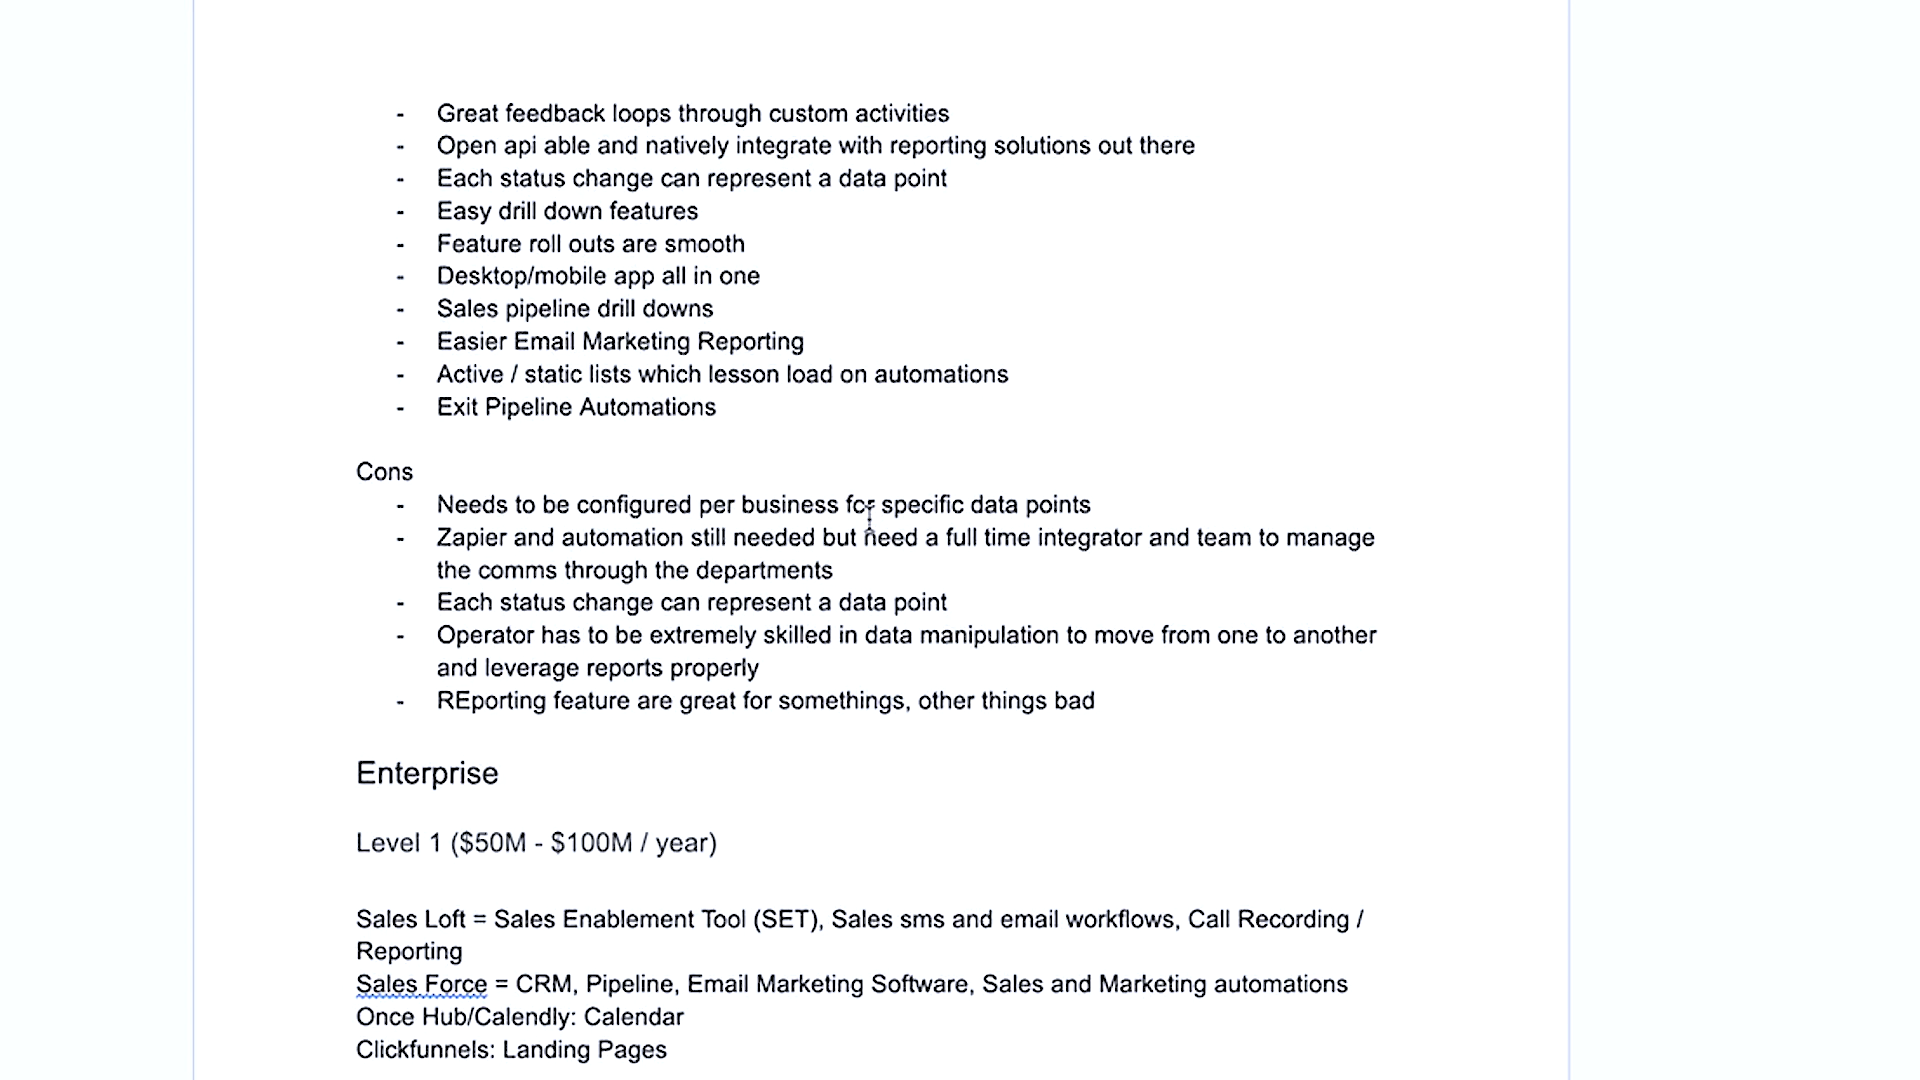 - Great feedback loops through custom activities
- Open api able and natively integrate with reporting solutions out there
- Each status change can represent a data point
- Easy drill down features
- Feature roll outs are smooth
- Desktop/mobile app all in one
- Sales pipeline drill downs
- Easier Email Marketing Reporting
- Active / static lists which lesson load on automations
- Exit Pipeline Automations
Cons
- Needs to be configured per business for specific data points
- Zapier and automation still needed but need a full time integrator and team to manage
the comms through the departments
- Each status change can represent a data point
- Operator has to be extremely skilled in data manipulation to move from one to another
and leverage reports properly
- REporting feature are great for somethings, other things bad
Enterprise
Level 1 ($50M - $100M / year)
Sales Loft = Sales Enablement Tool (SET), Sales sms and email workflows, Call Recording /
Reporting
Sales Force = CRM, Pipeline, Email Marketing Software, Sales and Marketing automations
Once Hub/Calendly: Calendar
Clickfunnels: Landing Pages